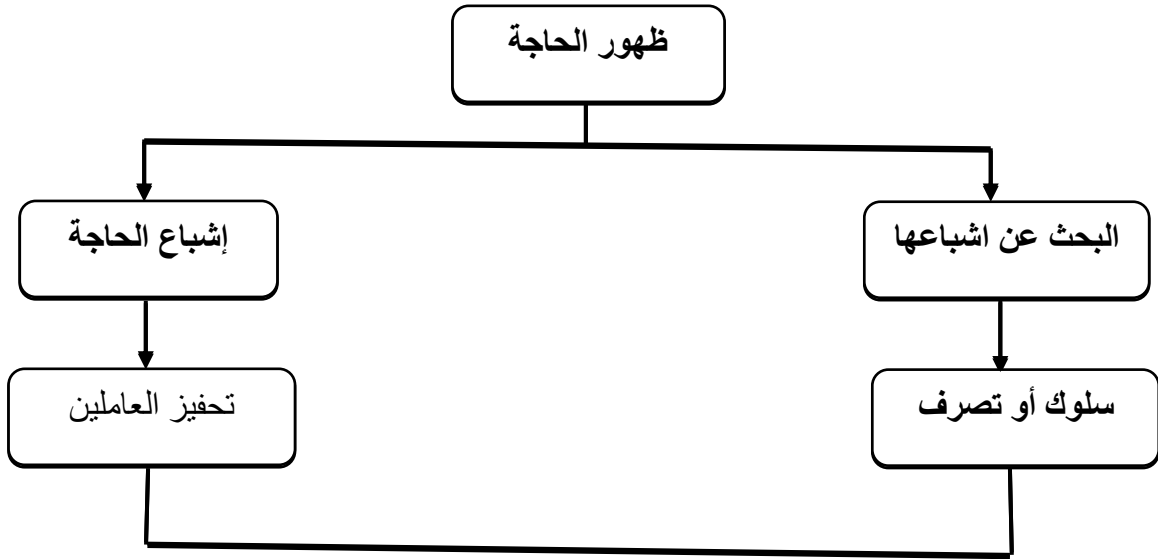 ظهور الحاجة
البحث عن اشباعها
إشباع الحاجة
سلوك أو تصرف
تحفيز العاملين